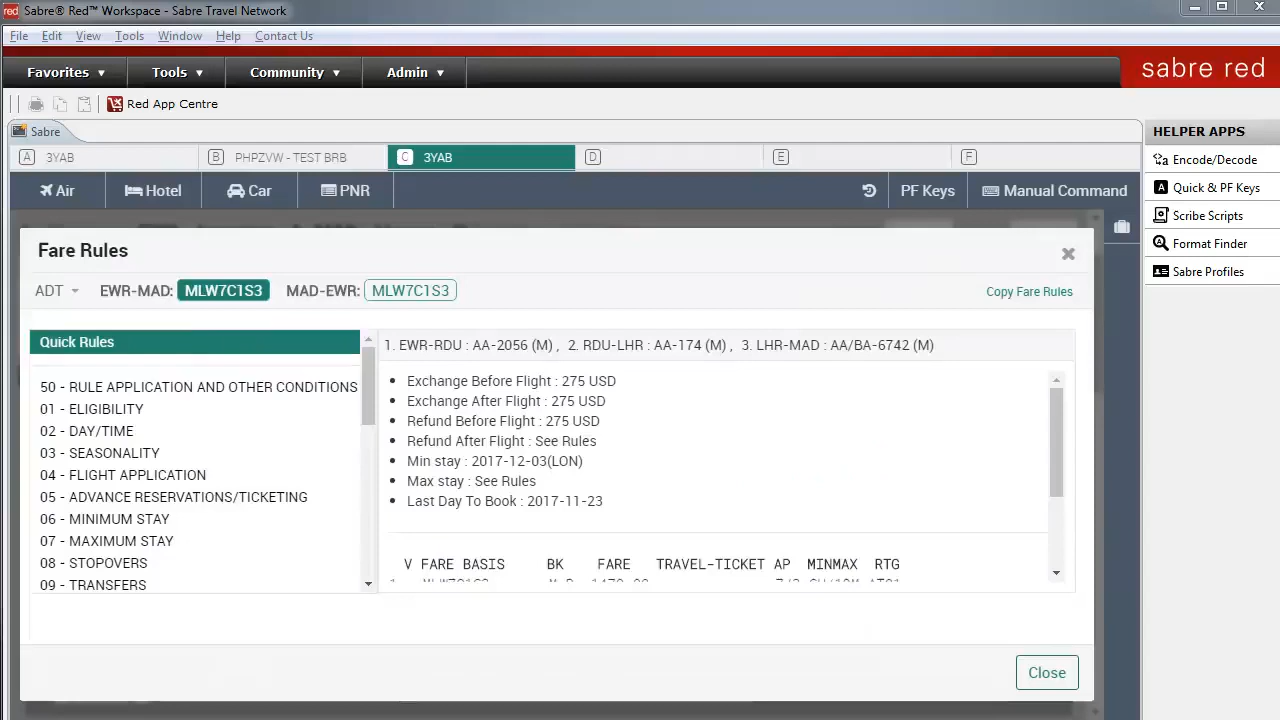 red Sabre® Red™ Workspace - Sabre Travel Network
File Edit View Tools Window Help Contact Us
Favorites Tools Community Admin sabre red
Red App Centre
Sabre HELPER APPS
A 3YAB B PHPZVW - TEST BRB C 3YAB D E F
Encode/Decode
Air Hotel Car PNR PF Keys Manual Command
A Quick & PF Keys
Scribe Scripts
Format Finder
Sabre Profiles
Fare Rules
ADT EWR-MAD: MLW7C1S3 MAD-EWR: MLW7C1S3 Copy Fare Rules
Quick Rules
1. EWR-RDU : AA-2056 (M) , 2. RDU-LHR : AA-174 (M) , 3. LHR-MAD : AA/BA-6742 (M)
50 - RULE APPLICATION AND OTHER CONDITIONS
01 - ELIGIBILITY
02 - DAY/TIME
03 - SEASONALITY
04 - FLIGHT APPLICATION
05 - ADVANCE RESERVATIONS/TICKETING
06 - MINIMUM STAY
07 - MAXIMUM STAY
08 - STOPOVERS
09 - TRANSFERS
Exchange Before Flight : 275 USD
Exchange After Flight : 275 USD
Refund Before Flight : 275 USD
Refund After Flight : See Rules
Min stay : 2017-12-03(LON)
Max stay : See Rules
Last Day To Book : 2017-11-23
V FARE BASIS BK FARE TRAVEL-TICKET AP MINMAX RTG
Close